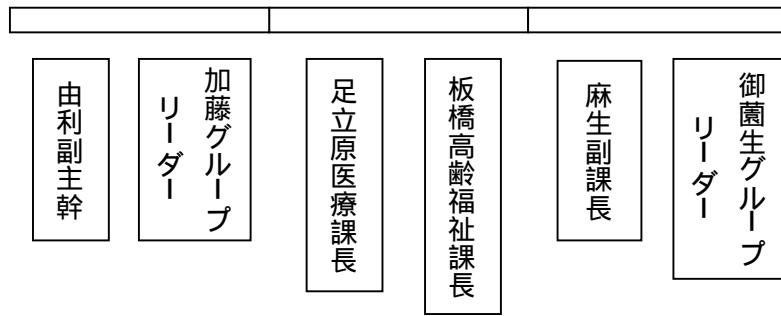 由利副主幹
加藤グループ
リーダー
足立原医療課長
板橋高齢福祉課長
麻生副課長
御薗生グループ
リーダー